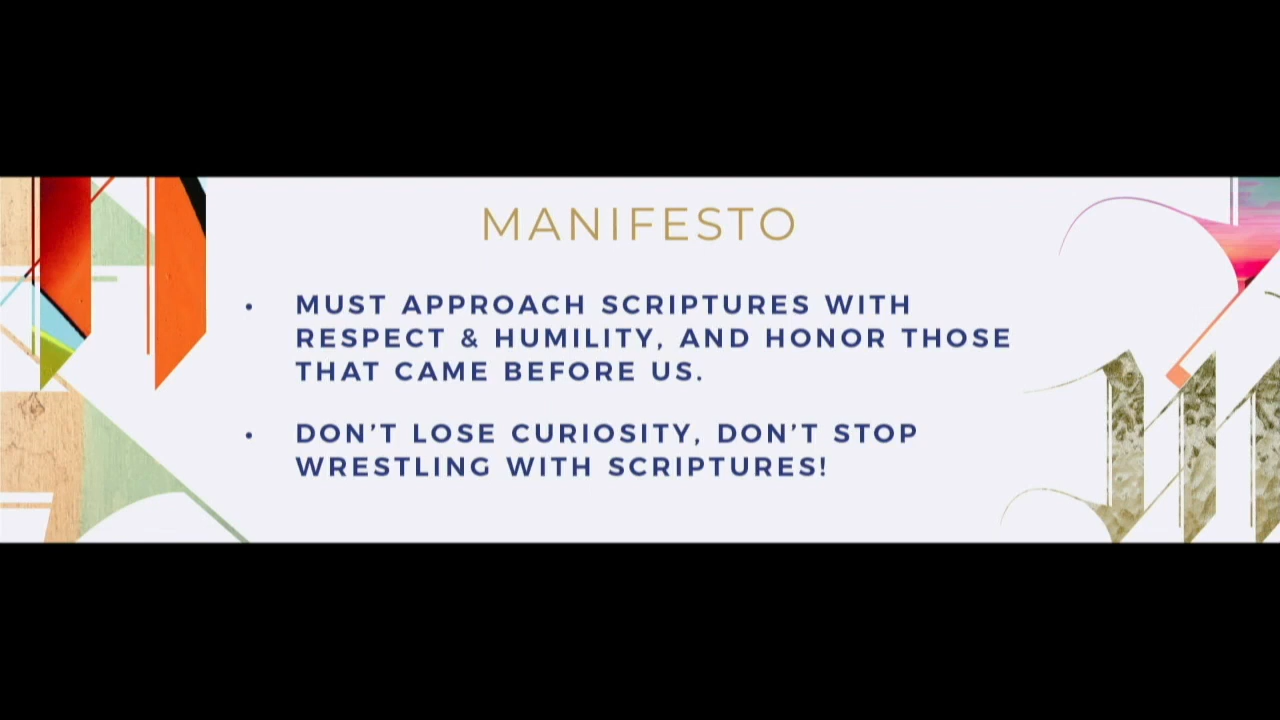 MANIFESTO
• MUST APPROACH SCRIPTURES WITH
RESPECT & HUMILITY, AND HONOR THOSE
THAT CAME BEFORE US.
• DON’T LOSE CURIOSITY, DON’T STOP
WRESTLING WITH SCRIPTURES!